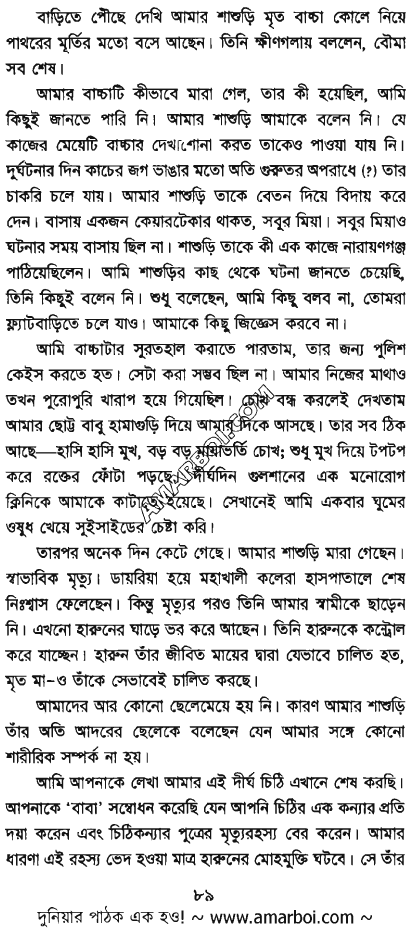 বাড়িতে পৌছে দেখি আমার শাশুড়ি মৃত বাচ্চা কোলে নিয়ে
পাথরের মূর্তির মতো বসে আছেন। তিনি ক্ষীণগলায় বললেন, বৌমা
সব শেষ।
আমার বাচ্চাটি কীভাবে মারা গেল, তার কী হয়েছিল, আমি
কিছুই জানতে পারি নি। আমার শাশুড়ি আমাকে বলেন নি। যে
কাজের মেয়েটি বাচ্চার দেখাশোনা করত তাকেও পাওয়া যায় নি।
দুর্ঘটনার দিন কাচের জগ ভাঙার মতো অতি গুরুতর অপরাধে (?) তার
চাকরি চলে যায়। আমার শাশুড়ি তাকে বেতন দিয়ে বিদায় করে
দেন। বাসায় একজন কেয়ারটেকার থাকত, সবুর মিয়া। সবুর মিয়াও
ঘটনার সময় বাসায় ছিল না। শাশুড়ি তাকে কী এক কাজে নারায়ণগঞ্জ
পাঠিয়েছিলেন। আমি শাশুড়ির কাছ থেকে ঘটনা জানতে চেয়েছি,
তিনি কিছুই বলেন নি। শুধু বলেছেন, আমি কিছু বলব না, তোমরা
ফ্ল্যাটবাড়িতে চলে যাও। আমাকে কিছু জিজ্ঞেস করবে না।
আমি বাচ্চাটার সুরতহাল করাতে পারতাম, তার জন্য পুলিশ
কেইস করতে হত। সেটা করা সম্ভব ছিল না। আমার নিজের মাথাও
তখন পুরোপুরি খারাপ হয়ে গিয়েছিল। চোখ বন্ধ করলেই দেখতাম
আমার ছোট্ট বাবু হামাগুড়ি দিয়ে আমার দিকে আসছে। তার সব ঠিক
আছে—হাসি হাসি মুখ, বড় বড় মায়াভর্তি চোখ; শুধু মুখ দিয়ে টপটপ
করে রক্তের ফোঁটা পড়ছে। দীর্ঘদিন গুলশানের এক মনোরোগ
ক্লিনিকে আমাকে কাটাতে হয়েছে। সেখানেই আমি একবার ঘুমের
ওষুধ খেয়ে সুইসাইডের চেষ্টা করি।
তারপর অনেক দিন কেটে গেছে। আমার শাশুড়ি মারা গেছেন।
স্বাভাবিক মৃত্যু। ডায়রিয়া হয়ে মহাখালী কলেরা হাসপাতালে শেষ
নিঃশ্বাস ফেলেছেন। কিন্তু মৃত্যুর পরও তিনি আমার স্বামীকে ছাড়েন
নি। এখনো হারুনের ঘাড়ে ভর করে আছেন। তিনি হারুনকে কন্ট্রোল
করে যাচ্ছেন। হারুন তাঁর জীবিত মায়ের দ্বারা যেভাবে চালিত হত,
মৃত মা-ও তাঁকে সেভাবেই চালিত করছে।
আমাদের আর কোনো ছেলেমেয়ে হয় নি। কারণ আমার শাশুড়ি
তাঁর অতি আদরের ছেলেকে বলেছেন যেন আমার সঙ্গে কোনো
শারীরিক সম্পর্ক না হয়।
আমি আপনাকে লেখা আমার এই দীর্ঘ চিঠি এখানে শেষ করছি।
আপনাকে ‘বাবা’ সম্বোধন করেছি যেন আপনি চিঠির এক কন্যার প্রতি
দয়া করেন এবং চিঠিকন্যার পুত্রের মৃত্যুরহস্য বের করেন। আমার
ধারণা এই রহস্য ভেদ হওয়া মাত্র হারুনের মোহমুক্তি ঘটবে। সে তাঁর
AMARBOI.COM
৮৯
দুনিয়ার পাঠক এক হও! ~ www.amarboi.com ~